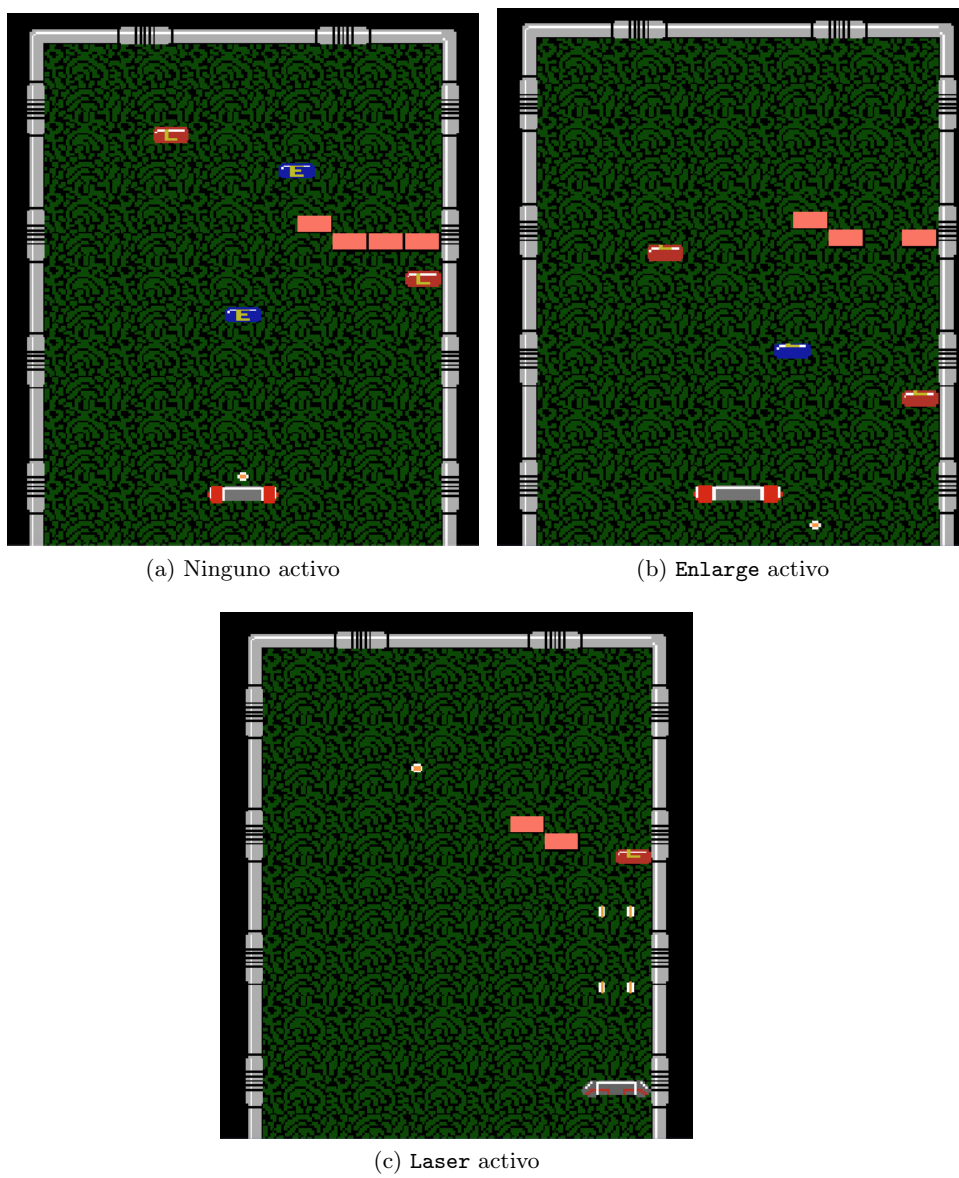 L
E
L
E
(a) Ninguno activo
(b) Enlarge activo
L
(c) Laser activo